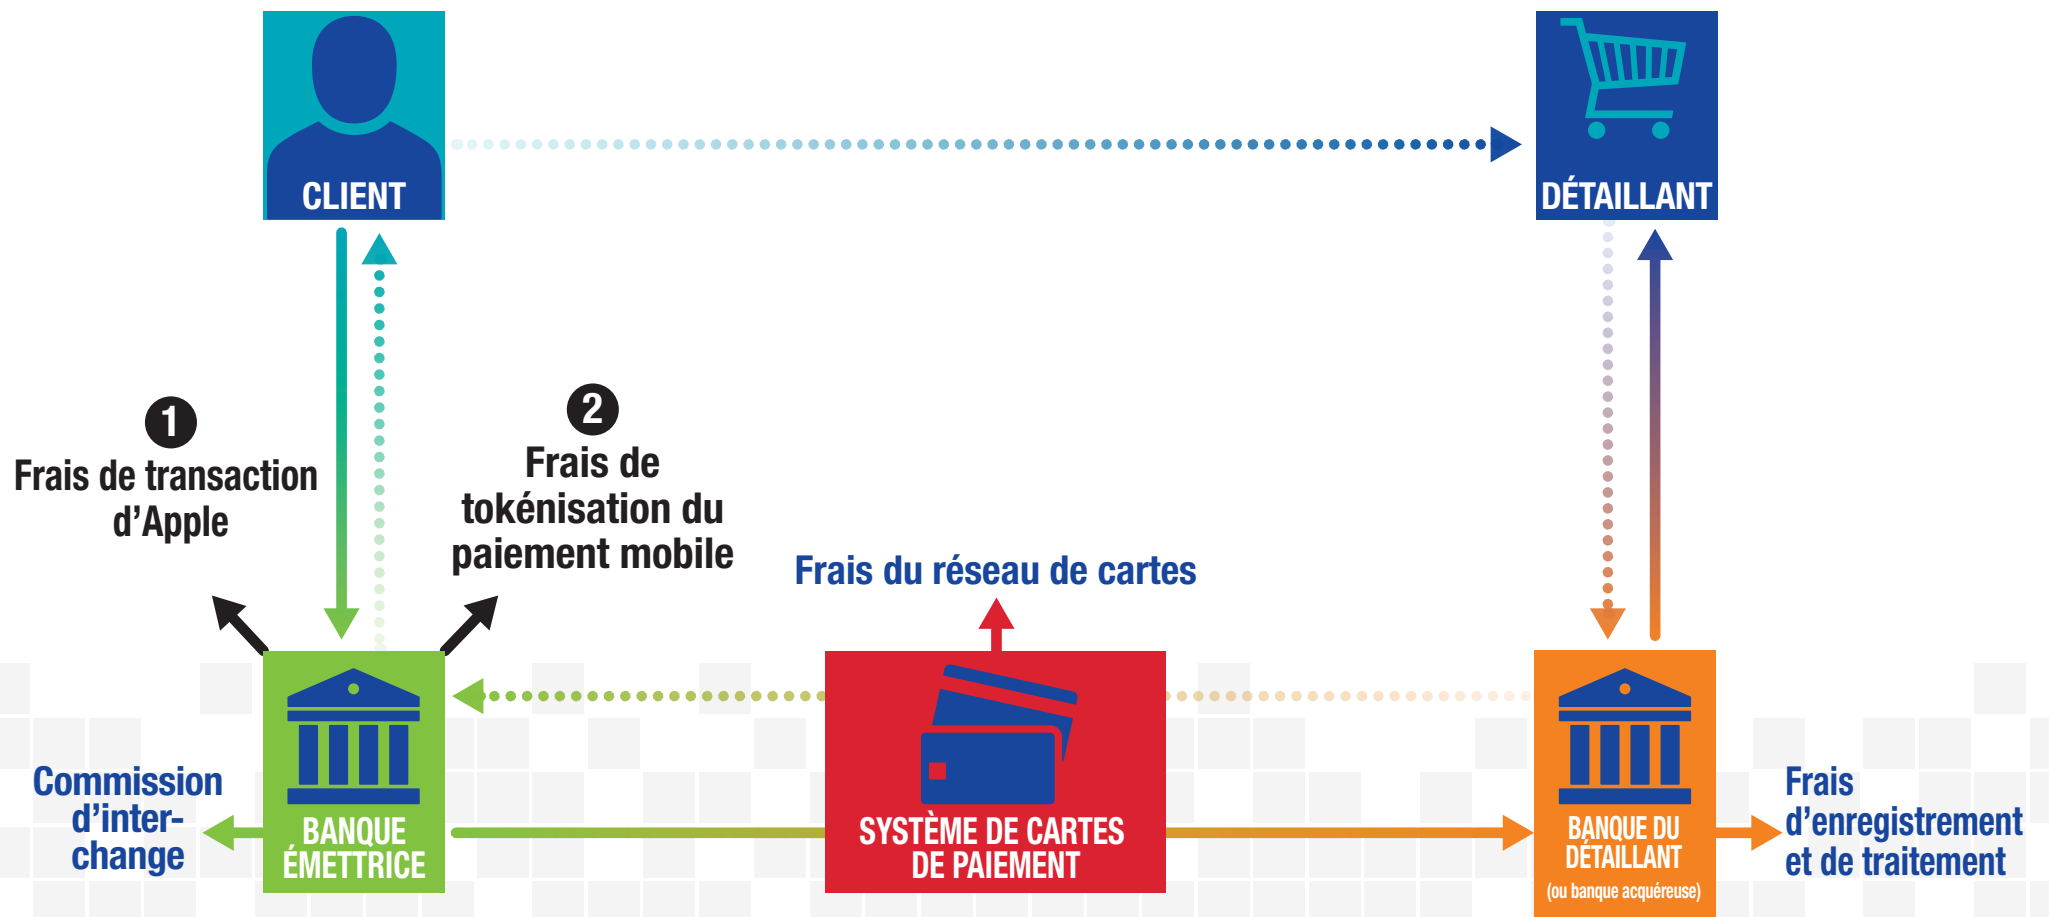 CLIENT
DÉTAILLANT
1
Frais de transaction
d’Apple
2
Frais de
tokénisation du
paiement mobile
Frais du réseau de cartes
Commission
d’inter-
change
BANQUE
ÉMETTRICE
SYSTÈME DE CARTES
DE PAIEMENT
BANQUE DU
DÉTAILLANT
(ou banque acquéreuse)
Frais
d’enregistrement
et de traitement